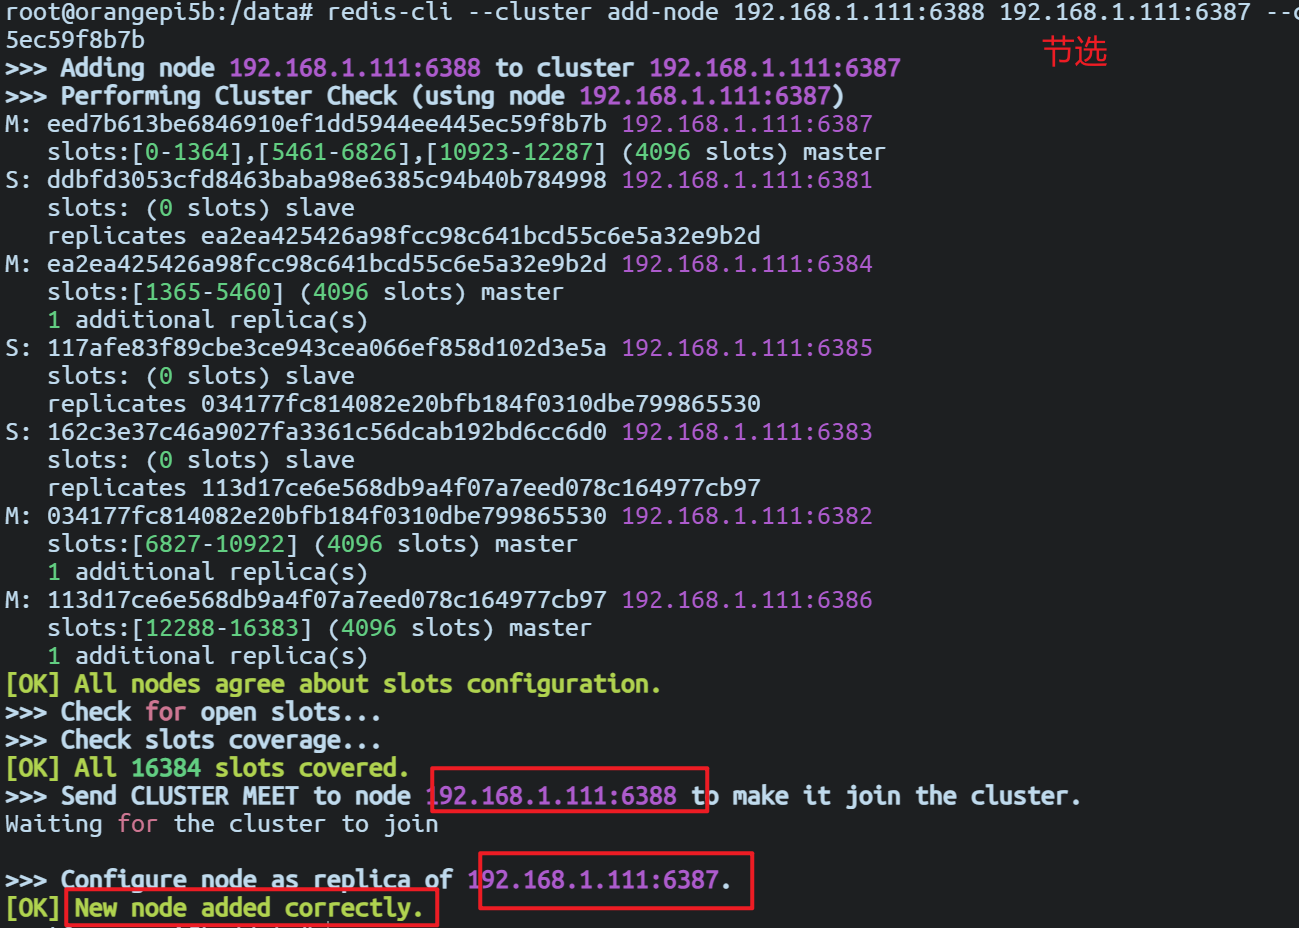 root@orangepi5b:/data# redis-cli --cluster add-node 192.168.1.111:6388 192.168.1.111:6387
5ec59f8b7b
节选
>>> Adding node 192.168.1.111:6388 to cluster 192.168.1.111:6387
>>> Performing Cluster Check (using node 192.168.1.111:6387)
M: eed7b613be6846910ef1dd5944ee445ec59f8b7b 192.168.1.111:6387
slots:[0-1364],[5461-6826],[10923-12287] (4096 slots) master
S: ddbfd3053cfd8463baba98e6385c94b40b784998 192.168.1.111:6381
slots: (0 slots) slave
replicates ea2ea425426a98fcc98c641bcd55c6e5a32e9b2d
M: ea2ea425426a98fcc98c641bcd55c6e5a32e9b2d 192.168.1.111:6384
slots:[1365-5460] (4096 slots) master
1 additional replica(s)
S: 117afe83f89cbe3ce943cea066ef858d102d3e5a 192.168.1.111:6385
slots: (0 slots) slave
replicates 034177fc814082e20bfb184f0310dbe799865530
S: 162c3e37c46a9027fa3361c56dcab192bd6cc6d0 192.168.1.111:6383
slots: (0 slots) slave
replicates 113d17ce6e568db9a4f07a7eed078c164977cb97
M: 034177fc814082e20bfb184f0310dbe799865530 192.168.1.111:6382
slots:[6827-10922] (4096 slots) master
1 additional replica(s)
M: 113d17ce6e568db9a4f07a7eed078c164977cb97 192.168.1.111:6386
slots:[12288-16383] (4096 slots) master
1 additional replica(s)
[OK] All nodes agree about slots configuration.
>>> Check for open slots...
>>> Check slots coverage...
[OK] All 16384 slots covered.
>>> Send CLUSTER MEET to node 192.168.1.111:6388 to make it join the cluster.
Waiting for the cluster to join
>>> Configure node as replica of 192.168.1.111:6387.
[OK] New node added correctly.